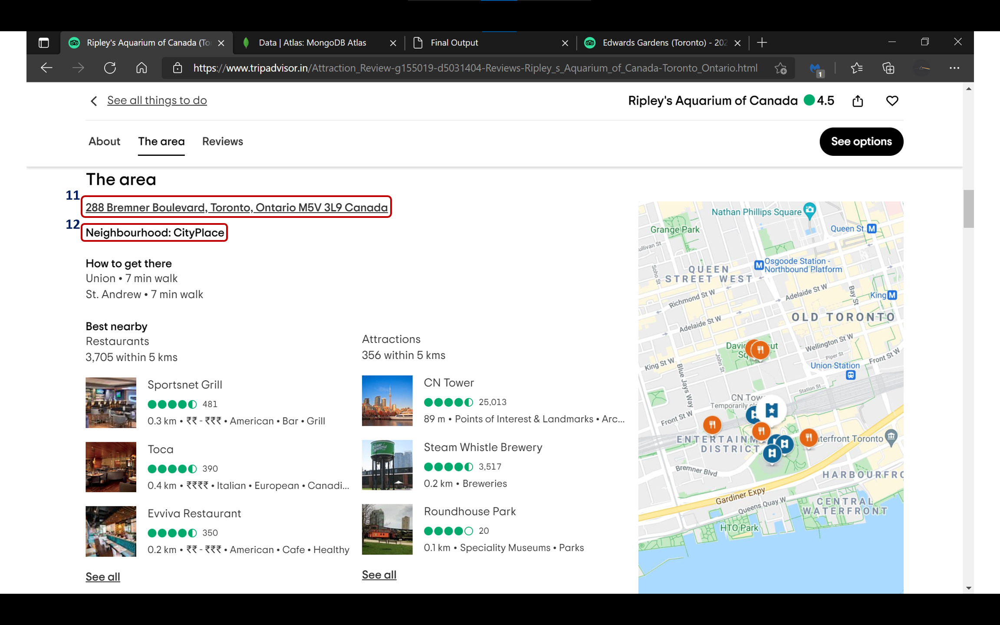 Ripley's Aquarium of Canada (To
Data | Atlas: MongoDB Atlas
Final Output
Edwards Gardens (Toronto) - 202
https://www.tripadvisor.in/Attraction_Review-g155019-d5031404-Reviews-Ripley_s_Aquarium_of_Canada-Toronto_Ontario.html
1
See all things to do
Ripley's Aquarium of Canada 4.5
About
The area
Reviews
See options
The area
11
288 Bremner Boulevard, Toronto, Ontario M5V 3L9 Canada
12
Neighbourhood: CityPlace
How to get there
Union • 7 min walk
St. Andrew • 7 min walk
Best nearby
Restaurants
3,705 within 5 kms
Sportsnet Grill
481
0.3 km • ₹₹ - ₹₹₹ • American • Bar • Grill
Toca
390
0.4 km • ₹₹₹₹ • Italian • European • Canadi...
Evviva Restaurant
350
0.2 km • ₹₹ - ₹₹₹ • American • Cafe • Healthy
See all
Attractions
356 within 5 kms
CN Tower
25,013
89 m • Points of Interest & Landmarks • Arc...
Steam Whistle Brewery
3,517
0.2 km • Breweries
Roundhouse Park
20
0.1 km • Speciality Museums • Parks
See all
Nathan Phillips Square
Grange Park
Queen St.
M
ullivan St
Soho St
QUEEN
STREET WEST
M
Osgoode Station -
Northbound Platform
Richmond St W
Adelaide St W
Bay St
King
M
OLD TORONTO
Adelaide St W
Davi
ut
Sq
Wellington St W
Piper St
Front St W
King St W
John St
Blue Jays Way
Union Station
Station St
CN Tow
Temporarily cl
Front St W
ENTERTAINM
DISTRICT
terfront Toronto
Bremner Blvd
HARBOURFRO
Gardiner Expy
Queens Quay W
CENTRAL
WATERFRONT
HTO Park